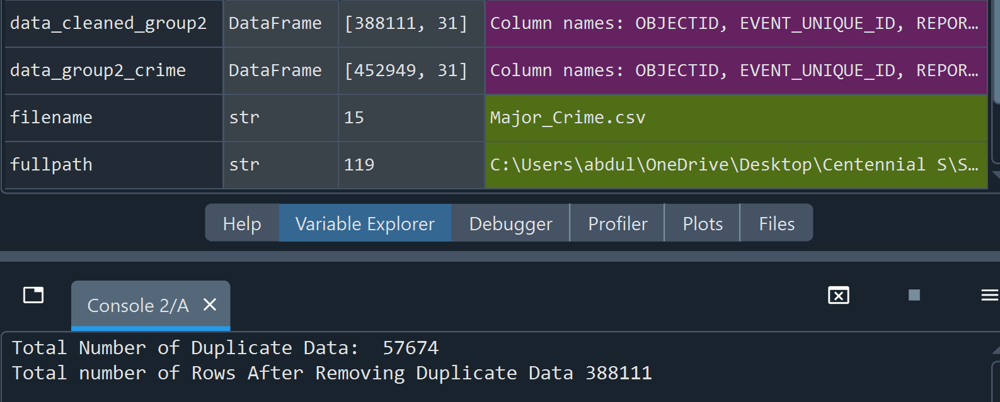 data_cleaned_group2 DataFrame [388111, 31] Column names: OBJECTID, EVENT_UNIQUE_ID, REPOR…
data_group2_crime DataFrame [452949, 31] Column names: OBJECTID, EVENT_UNIQUE_ID, REPOR…
filename str 15 Major_Crime.csv
fullpath str 119 C:\Users\abdul\OneDrive\Desktop\Centennial S\S…
Help Variable Explorer Debugger Profiler Plots Files
Console 2/A
Total Number of Duplicate Data:  57674
Total number of Rows After Removing Duplicate Data 388111